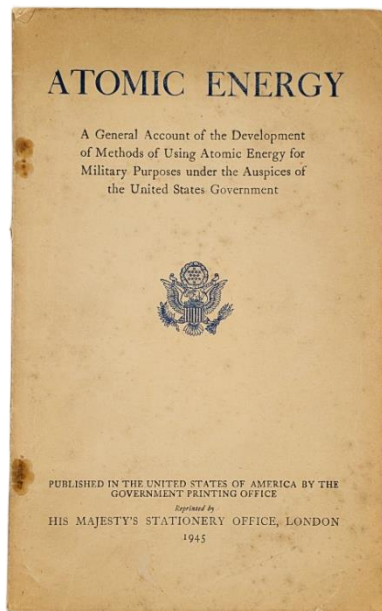 ATOMIC ENERGY
A General Account of the Development
of Methods of Using Atomic Energy for
Military Purposes under the Auspices of
the United States Government
PUBLISHED IN THE UNITED STATES OF AMERICA BY THE
GOVERNMENT PRINTING OFFICE
Reprinted by
HIS MAJESTY'S STATIONERY OFFICE, LONDON
1945